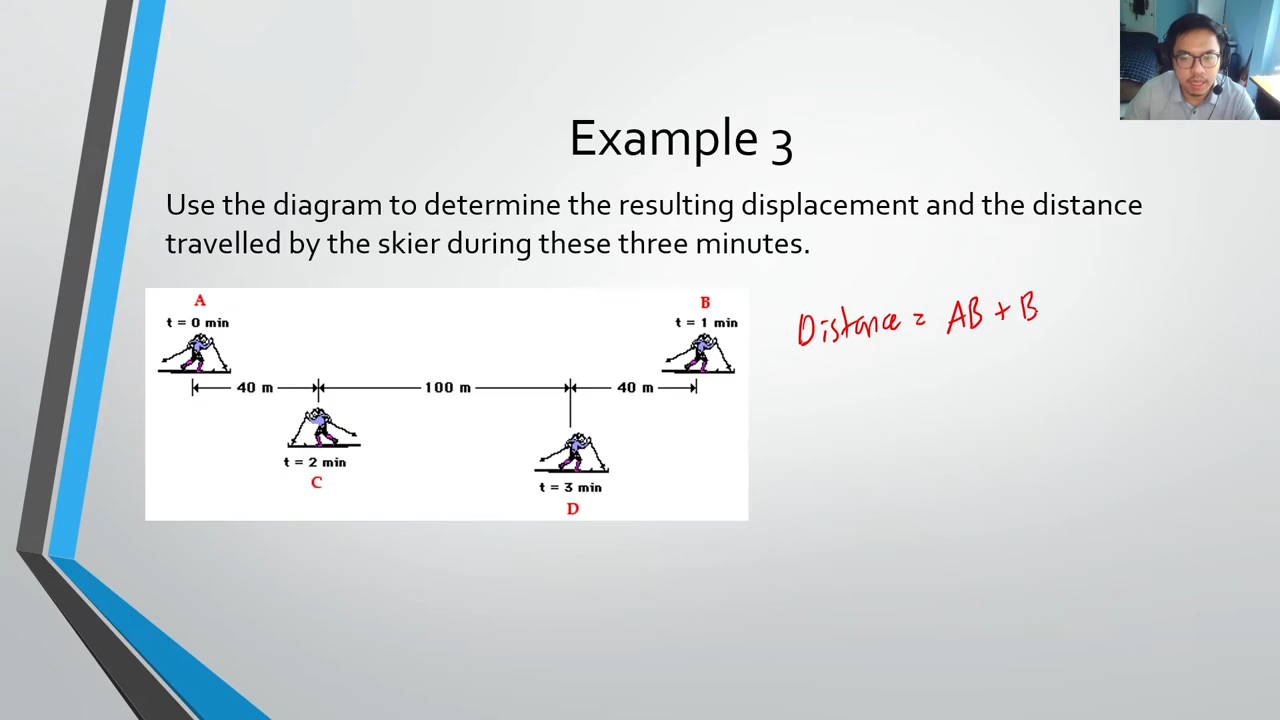 Example 3
Use the diagram to determine the resulting displacement and the distance
travelled by the skier during these three minutes.
A
t = 0 min
B
t = 1 min
40 m
100 m
40 m
t = 2 min
C
t = 3 min
D
Distance = AB + B